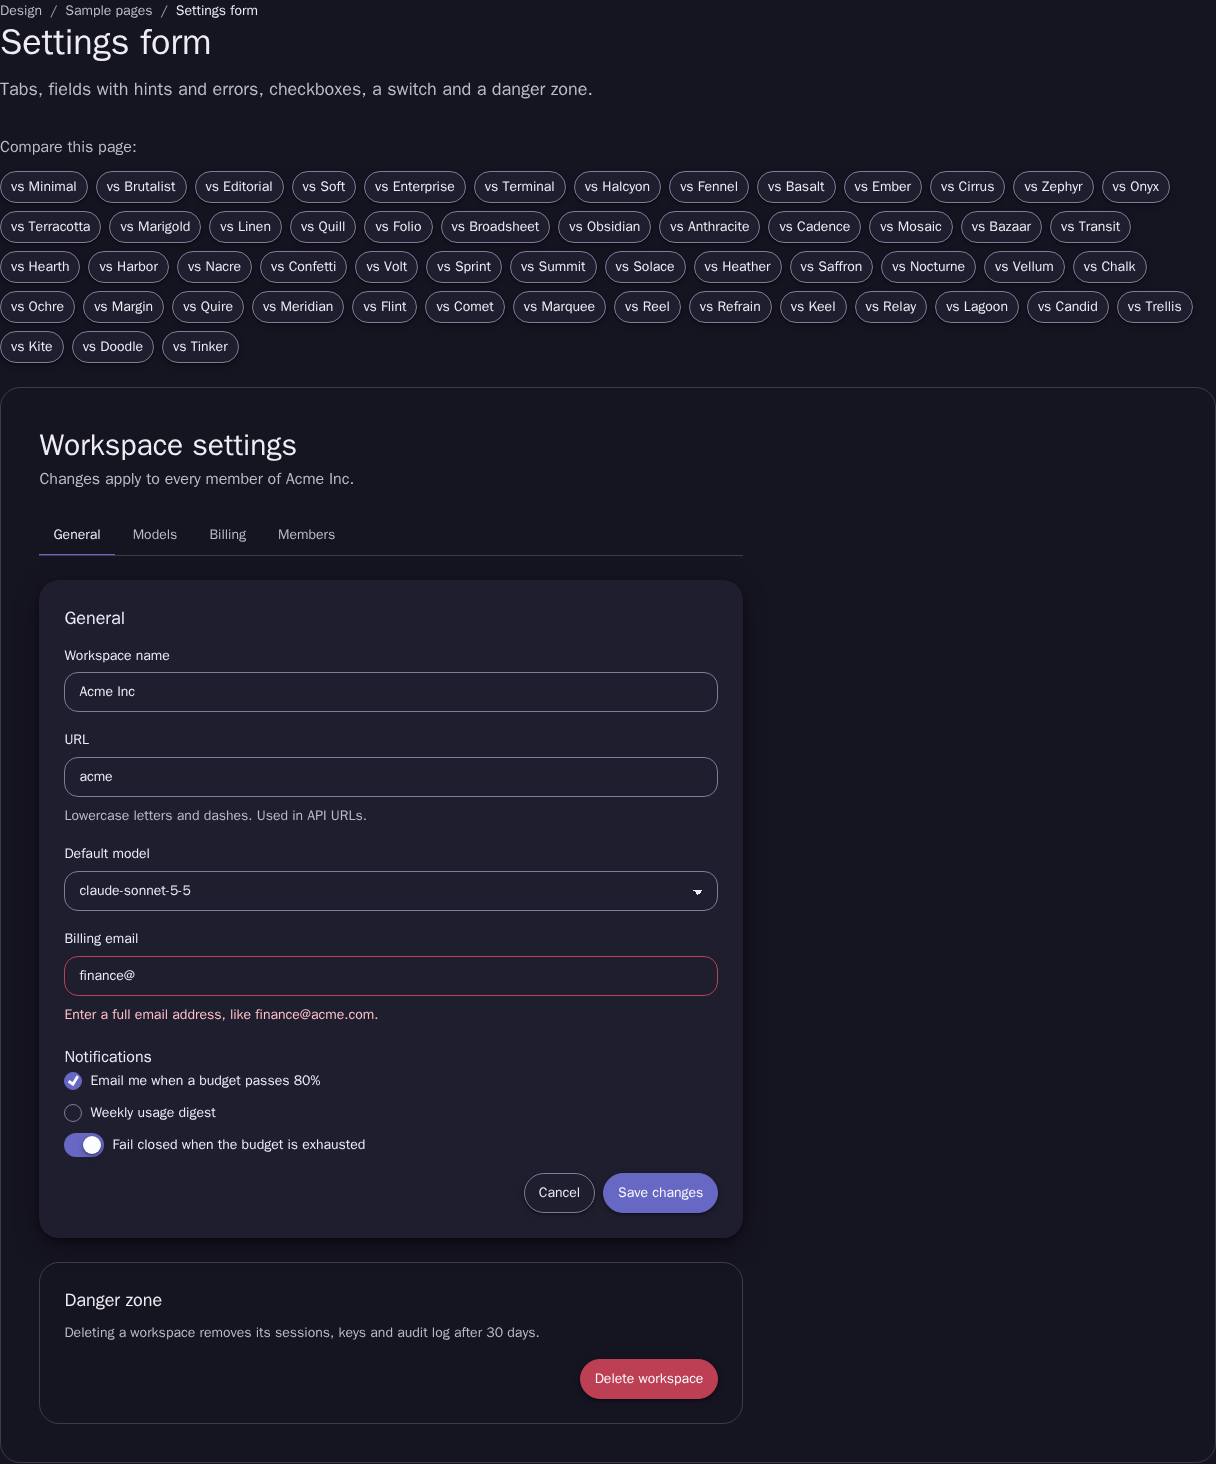 Design / Sample pages / Settings form
Settings form
Tabs, fields with hints and errors, checkboxes, a switch and a danger zone.
Compare this page:
vs Minimal vs Brutalist vs Editorial vs Soft vs Enterprise vs Terminal vs Halcyon vs Fennel vs Basalt vs Ember vs Cirrus vs Zephyr vs Onyx
vs Terracotta vs Marigold vs Linen vs Quill vs Folio vs Broadsheet vs Obsidian vs Anthracite vs Cadence vs Mosaic vs Bazaar vs Transit
vs Hearth vs Harbor vs Nacre vs Confetti vs Volt vs Sprint vs Summit vs Solace vs Heather vs Saffron vs Nocturne vs Vellum vs Chalk
vs Ochre vs Margin vs Quire vs Meridian vs Flint vs Comet vs Marquee vs Reel vs Refrain vs Keel vs Relay vs Lagoon vs Candid vs Trellis
vs Kite vs Doodle vs Tinker
Workspace settings
Changes apply to every member of Acme Inc.
General Models Billing Members
General
Workspace name
Acme Inc
URL
acme
Lowercase letters and dashes. Used in API URLs.
Default model
claude-sonnet-5-5
Billing email
finance@
Enter a full email address, like finance@acme.com.
Notifications
Email me when a budget passes 80%
Weekly usage digest
Fail closed when the budget is exhausted
Cancel Save changes
Danger zone
Deleting a workspace removes its sessions, keys and audit log after 30 days.
Delete workspace